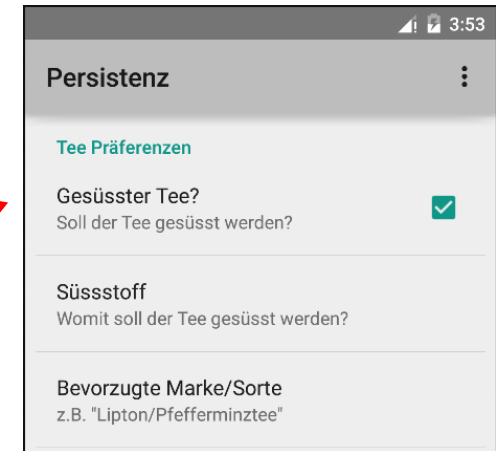 3:53
Persistenz
Tee Präferenzen
Gesüsster Tee?
Soll der Tee gesüsst werden?
Süssstoff
Womit soll der Tee gesüsst werden?
Bevorzugte Marke/Sorte
z.B. "Lipton/Pfefferminztee"